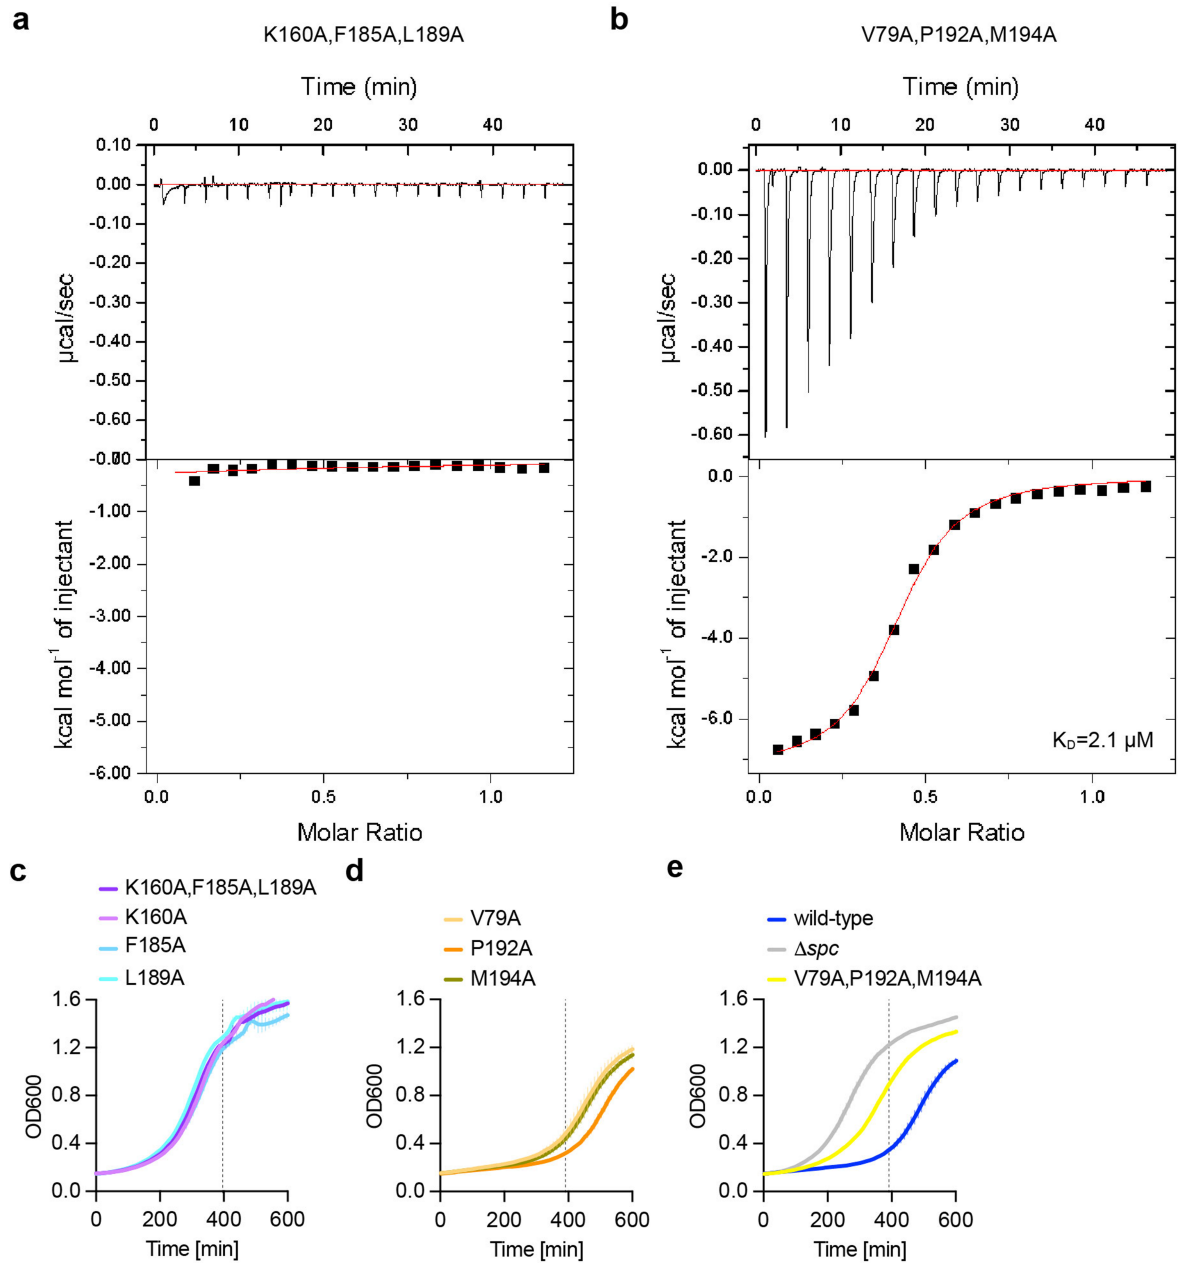 a
K160A,F185A,L189A
Time (min)
0 10 20 30 40
0.10
0.00
-0.10
-0.20
-0.30
-0.40
-0.50
-0.60
µcal/sec
-1.00
-2.00
-3.00
-4.00
-5.00
-6.00
kcal mol⁻¹ of injectant
0.0 0.5 1.0
Molar Ratio
b
V79A,P192A,M194A
Time (min)
0 10 20 30 40
0.00
-0.10
-0.20
-0.30
-0.40
-0.50
-0.60
µcal/sec
0.0
-2.0
-4.0
-6.0
kcal mol⁻¹ of injectant
K_D=2.1 µM
0.0 0.5 1.0
Molar Ratio
c
K160A,F185A,L189A
K160A
F185A
L189A
1.6
1.2
0.8
0.4
0.0
OD600
0 200 400 600
Time [min]
d
V79A
P192A
M194A
1.6
1.2
0.8
0.4
0.0
OD600
0 200 400 600
Time [min]
e
wild-type
Δspc
V79A,P192A,M194A
1.6
1.2
0.8
0.4
0.0
OD600
0 200 400 600
Time [min]